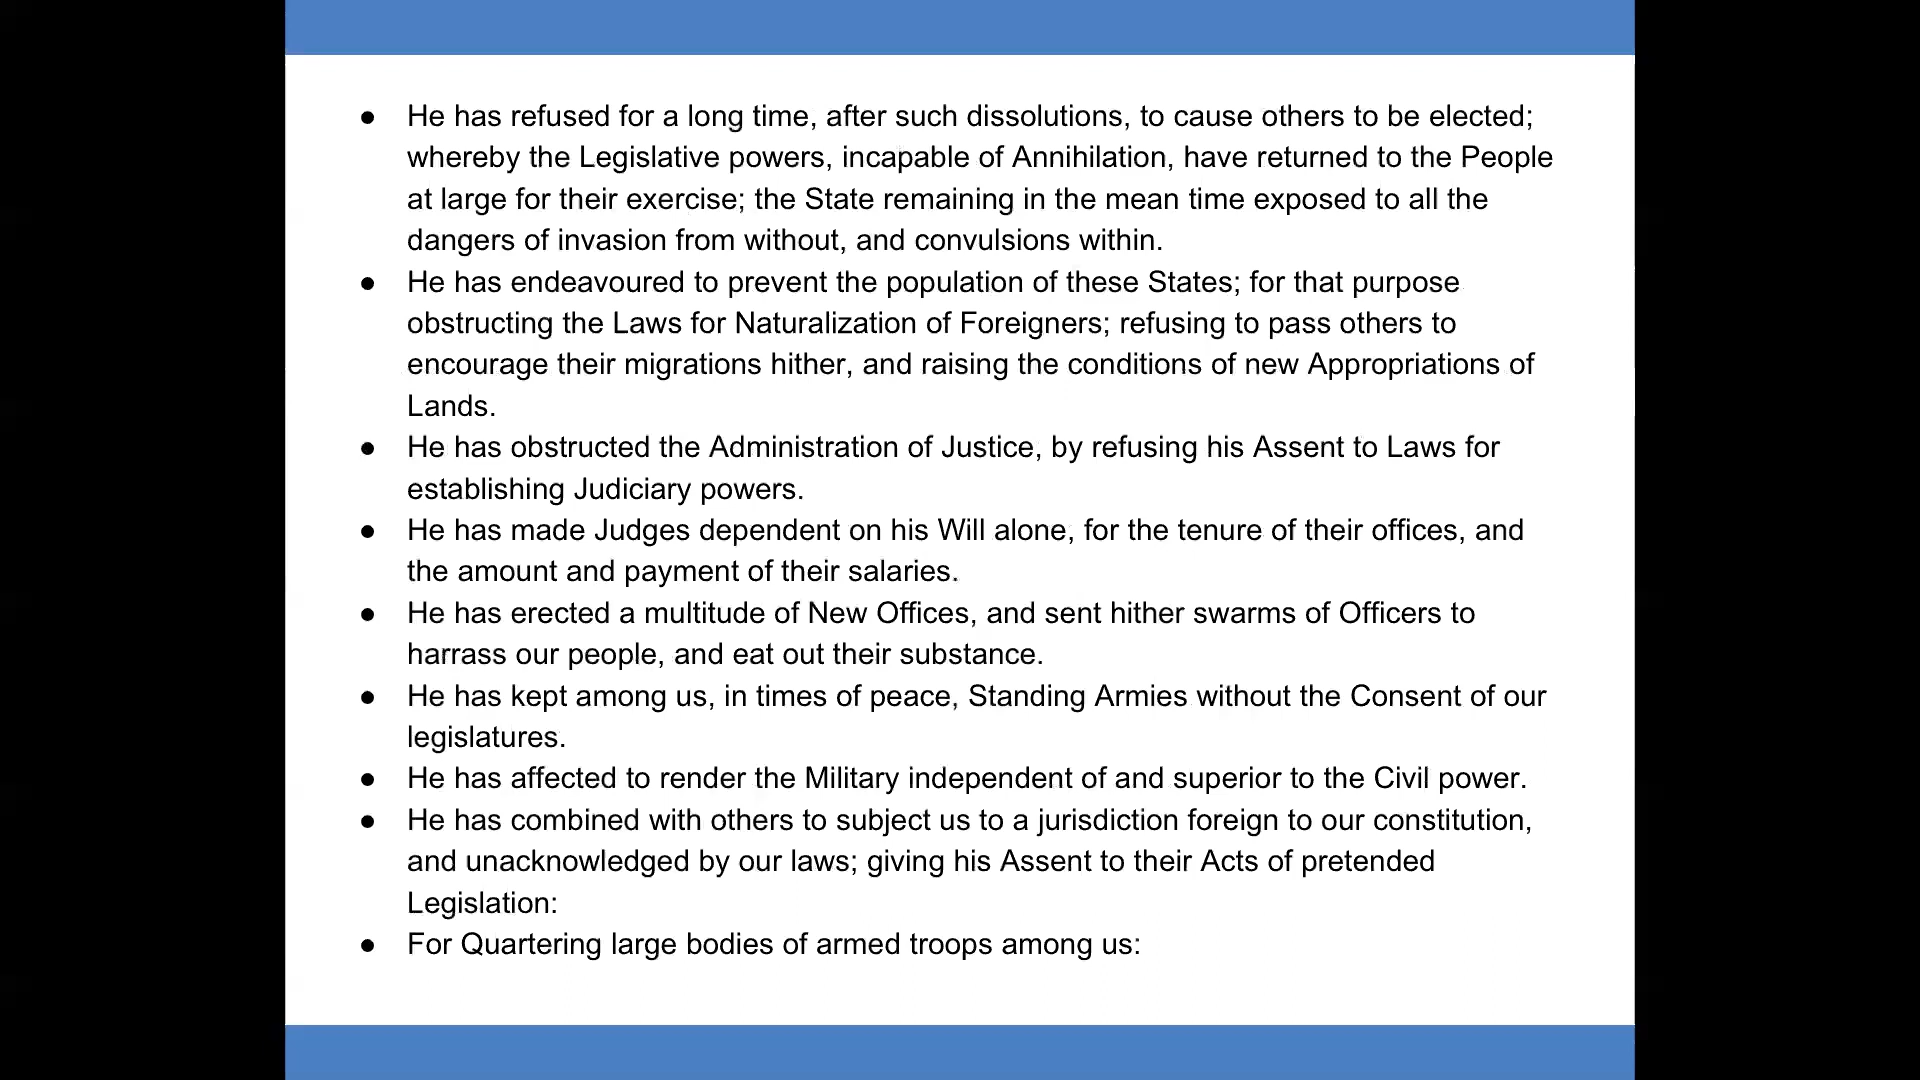 ● He has refused for a long time, after such dissolutions, to cause others to be elected;
whereby the Legislative powers, incapable of Annihilation, have returned to the People
at large for their exercise; the State remaining in the mean time exposed to all the
dangers of invasion from without, and convulsions within.
● He has endeavoured to prevent the population of these States; for that purpose
obstructing the Laws for Naturalization of Foreigners; refusing to pass others to
encourage their migrations hither, and raising the conditions of new Appropriations of
Lands.
● He has obstructed the Administration of Justice, by refusing his Assent to Laws for
establishing Judiciary powers.
● He has made Judges dependent on his Will alone, for the tenure of their offices, and
the amount and payment of their salaries.
● He has erected a multitude of New Offices, and sent hither swarms of Officers to
harrass our people, and eat out their substance.
● He has kept among us, in times of peace, Standing Armies without the Consent of our
legislatures.
● He has affected to render the Military independent of and superior to the Civil power.
● He has combined with others to subject us to a jurisdiction foreign to our constitution,
and unacknowledged by our laws; giving his Assent to their Acts of pretended
Legislation:
● For Quartering large bodies of armed troops among us: